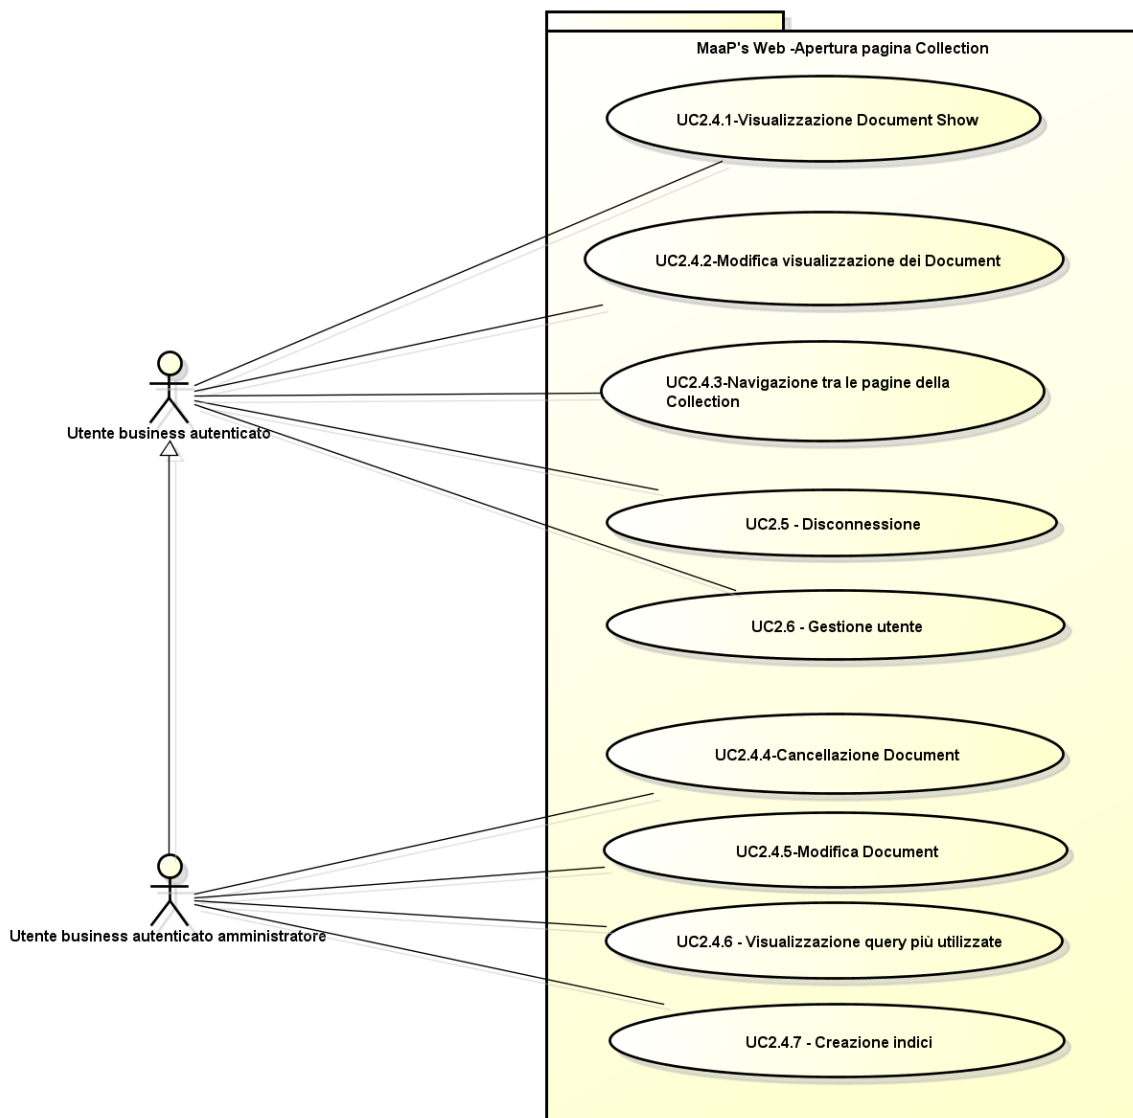 MaaP's Web -Apertura pagina Collection
UC2.4.1-Visualizzazione Document Show
UC2.4.2-Modifica visualizzazione dei Document
UC2.4.3-Navigazione tra le pagine della
Collection
Utente business autenticato
UC2.5 - Disconnessione
UC2.6 - Gestione utente
UC2.4.4-Cancellazione Document
UC2.4.5-Modifica Document
Utente business autenticato amministratore
UC2.4.6 - Visualizzazione query più utilizzate
UC2.4.7 - Creazione indici